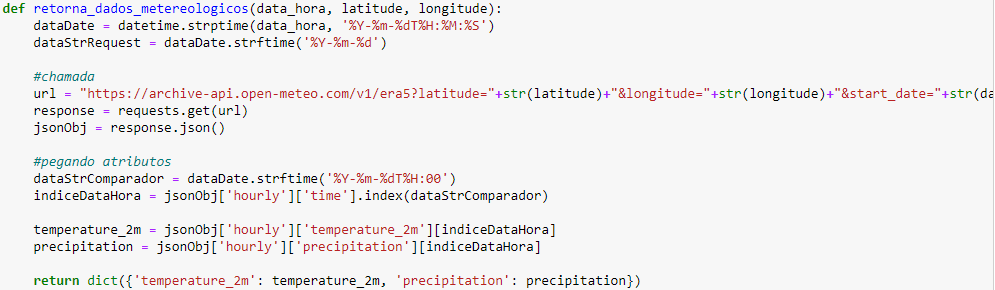 def retorna_dados_metereologicos(data_hora, latitude, longitude):
    dataDate = datetime.strptime(data_hora, '%Y-%m-%dT%H:%M:%S')
    dataStrRequest = dataDate.strftime('%Y-%m-%d')
    #chamada
    url = "https://archive-api.open-meteo.com/v1/era5?latitude="+str(latitude)+"&longitude="+str(longitude)+"&start_date="+str(da
    response = requests.get(url)
    jsonObj = response.json()
    #pegando atributos
    dataStrComparador = dataDate.strftime('%Y-%m-%dT%H:00')
    indiceDataHora = jsonObj['hourly']['time'].index(dataStrComparador)
    temperature_2m = jsonObj['hourly']['temperature_2m'][indiceDataHora]
    precipitation = jsonObj['hourly']['precipitation'][indiceDataHora]
    return dict({'temperature_2m': temperature_2m, 'precipitation': precipitation})